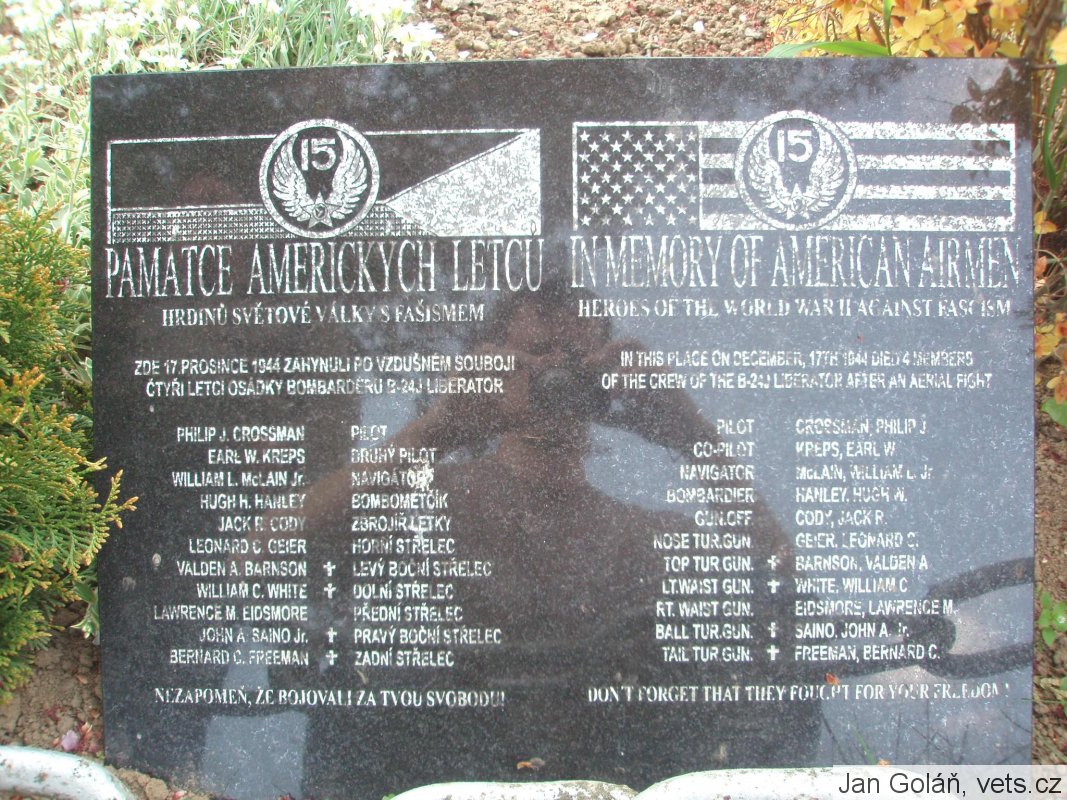 15
PAMÁTCE AMERICKÝCH LETCŮ
HRDINŮ SVĚTOVÉ VÁLKY S FAŠISMEM
ZDE 17. PROSINCE 1944 ZAHYNULI PO VZDUŠNÉM SOUBOJI
ČTYŘI LETCI OSÁDKY BOMBARDÉRU B-24J LIBERATOR
PHILIP J. CROSSMAN PILOT
EARL W. KREPS DRUHÝ PILOT
WILLIAM L. McLAIN Jr. NAVIGÁTOR
HUGH H. HANLEY BOMBOMETČÍK
JACK R. CODY ZBROJÍŘ LETKY
LEONARD C. GEIER HORNÍ STŘELEC
VALDEN A. BARNSON ✝ LEVÝ BOČNÍ STŘELEC
WILLIAM C. WHITE ✝ DOLNÍ STŘELEC
LAWRENCE M. EIDSMORE PŘEDNÍ STŘELEC
JOHN A. SAINO Jr. ✝ PRAVÝ BOČNÍ STŘELEC
BERNARD C. FREEMAN ✝ ZADNÍ STŘELEC
NEZAPOMEŇ, ŽE BOJOVALI ZA TVOU SVOBODU!
15
IN MEMORY OF AMERICAN AIRMEN
HEROES OF THE WORLD WAR II AGAINST FASCISM
IN THIS PLACE ON DECEMBER, 17TH 1944 DIED 4 MEMBERS
OF THE CREW OF THE B-24J LIBERATOR AFTER AN AERIAL FIGHT
PILOT CROSSMAN, PHILIP J.
CO-PILOT KREPS, EARL W.
NAVIGATOR McLAIN, WILLIAM L. Jr.
BOMBARDIER HANLEY, HUGH W.
GUN.OFF. CODY, JACK R.
NOSE TUR.GUN. GEIER, LEONARD C.
TOP TUR GUN. ✝ BARNSON, VALDEN A.
LT.WAIST GUN. ✝ WHITE, WILLIAM C.
RT. WAIST GUN. EIDSMORE, LAWRENCE M.
BALL TUR.GUN. ✝ SAINO, JOHN A. Jr.
TAIL TUR.GUN. ✝ FREEMAN, BERNARD C.
DON'T FORGET THAT THEY FOUGHT FOR YOUR FREEDOM!
Jan Goláň, vets.cz